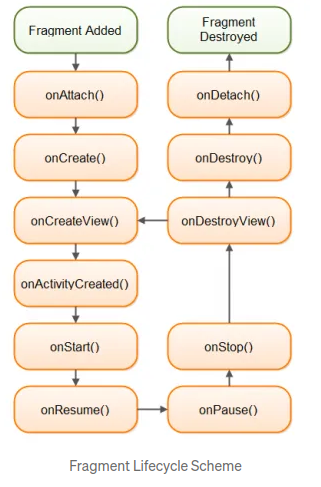 Fragment Added
Fragment
Destroyed
onAttach()
onDetach()
onCreate()
onDestroy()
onCreateView()
onDestroyView()
onActivityCreated()
onStart()
onStop()
onResume()
onPause()
Fragment Lifecycle Scheme